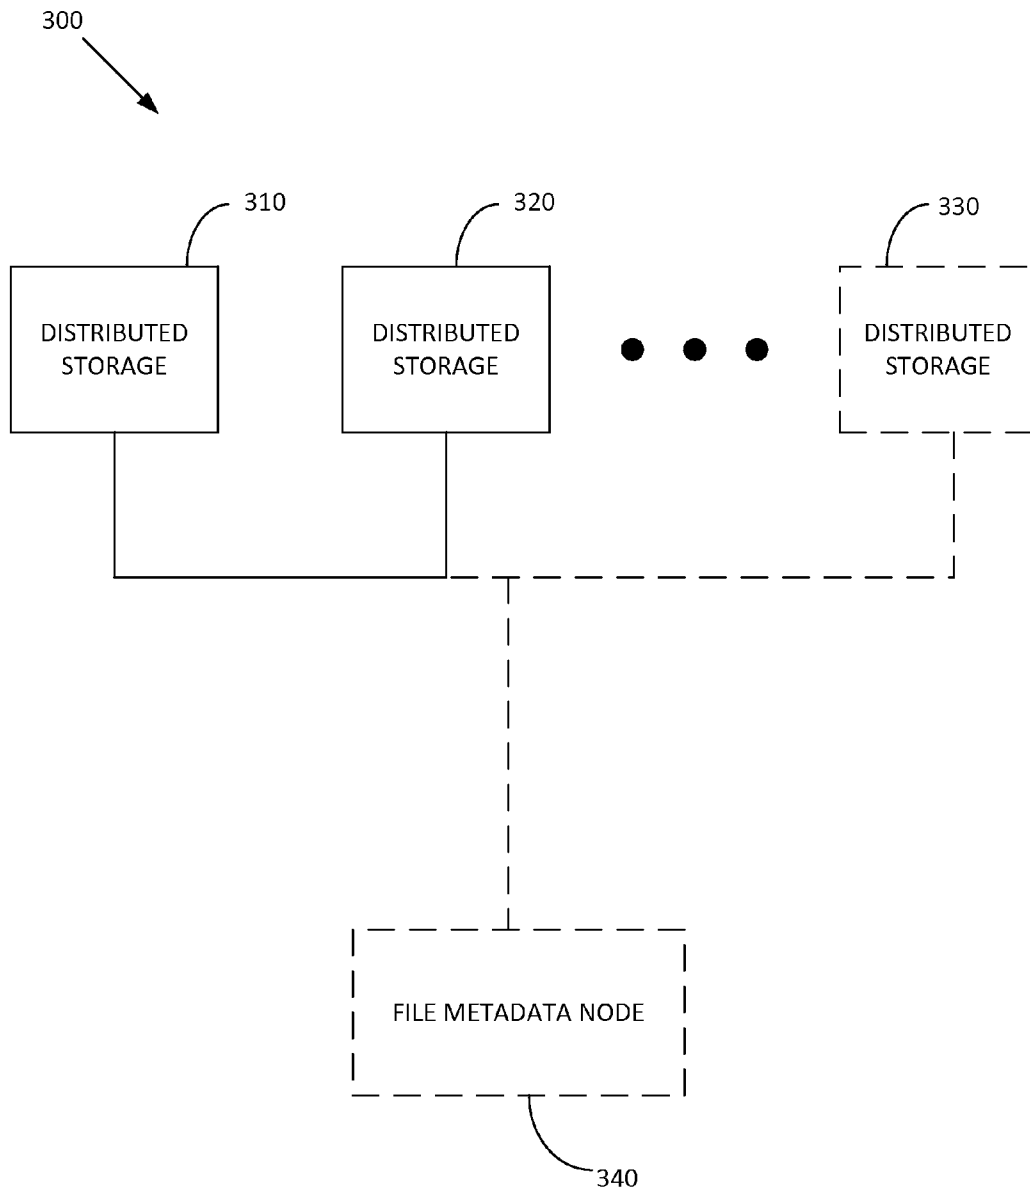 300
310
320
330
DISTRIBUTED
STORAGE
DISTRIBUTED
STORAGE
DISTRIBUTED
STORAGE
FILE METADATA NODE
340